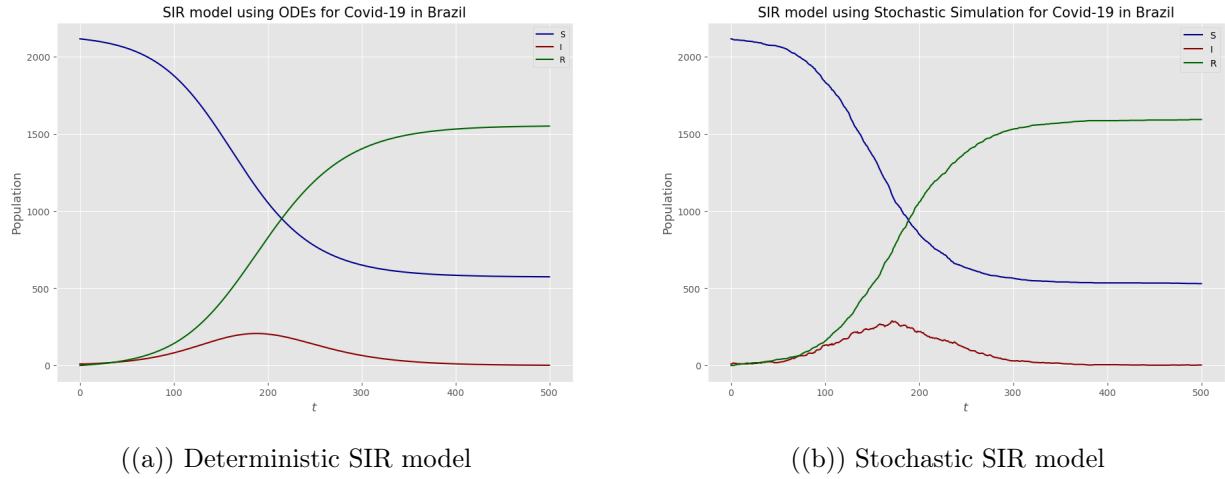 SIR model using ODEs for Covid-19 in Brazil
S
I
R
2000
1500
1000
500
0
Population
0 100 200 300 400 500
t
((a)) Deterministic SIR model
SIR model using Stochastic Simulation for Covid-19 in Brazil
S
I
R
2000
1500
1000
500
0
Population
0 100 200 300 400 500
t
((b)) Stochastic SIR model